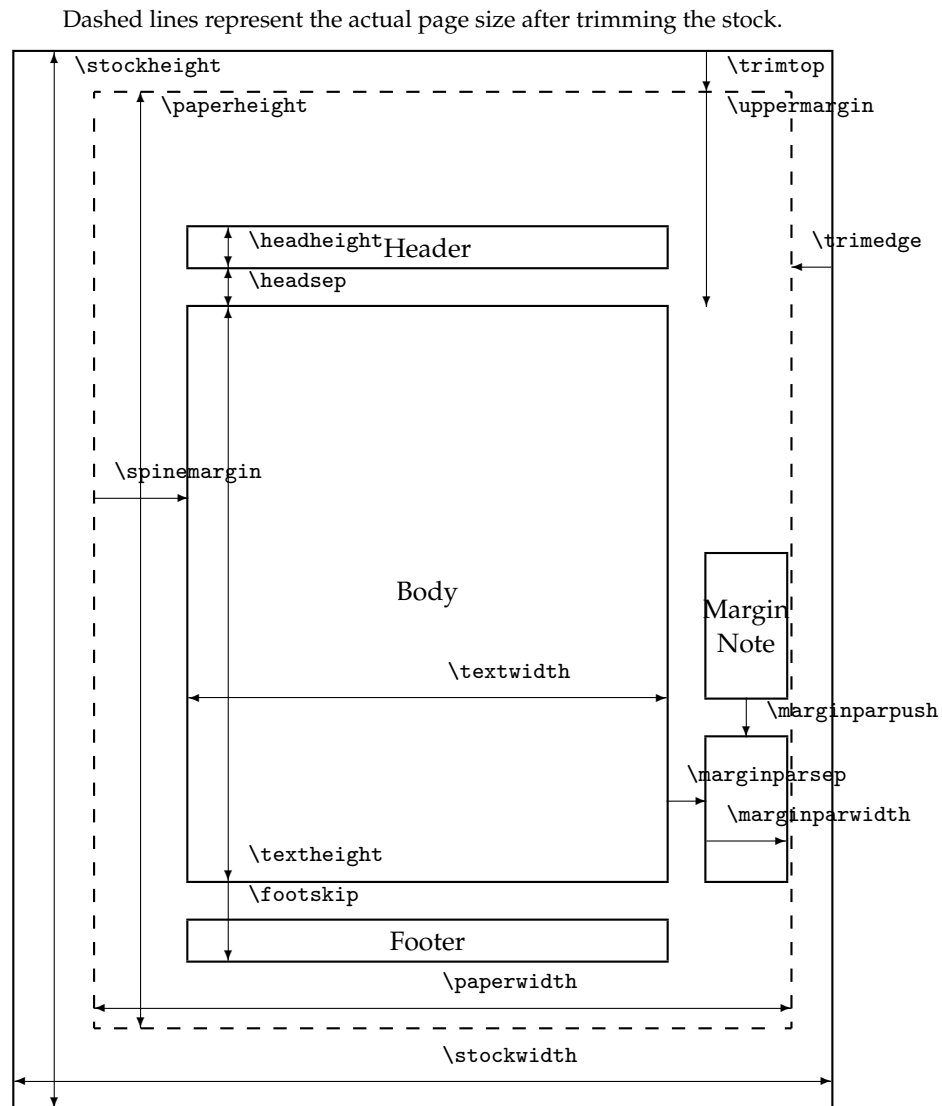 Dashed lines represent the actual page size after trimming the stock.
\stockheight
\trimtop
\paperheight
\uppermargin
\headheight
Header
\trimedge
\headsep
\spinemargin
Body
Margin
Note
\textwidth
\marginparpush
\marginparsep
\marginparwidth
\textheight
\footskip
Footer
\paperwidth
\stockwidth